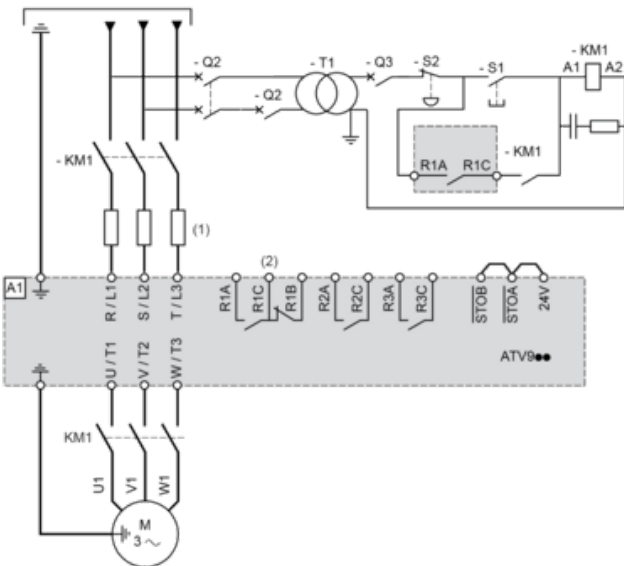 - Q2
- T1
- Q3
- S2
- S1
- KM1
A1
A2
- Q2
- KM1
R1A
R1C
- KM1
(1)
(2)
A1
R / L1
S / L2
T / L3
R1A
R1C
R1B
R2A
R2C
R3A
R3C
STOB
STOA
24V
U / T1
V / T2
W / T3
ATV9●●
KM1
U1
V1
W1
M
3 ~